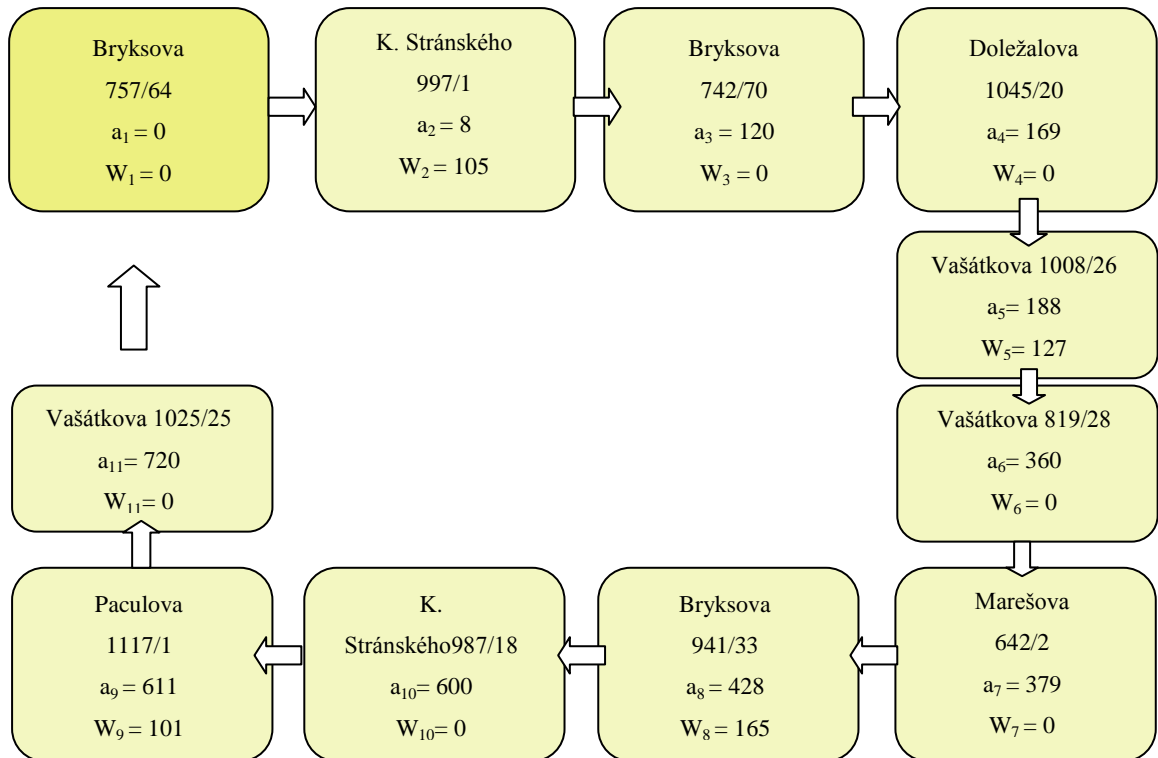 Bryksova
757/64
a₁ = 0
W₁ = 0
K. Stránského
997/1
a₂ = 8
W₂ = 105
Bryksova
742/70
a₃ = 120
W₃ = 0
Doležalova
1045/20
a₄= 169
W₄= 0
Vašátkova 1008/26
a₅= 188
W₅= 127
Vašátkova 819/28
a₆= 360
W₆= 0
Marešova
642/2
a₇ = 379
W₇ = 0
Bryksova
941/33
a₈ = 428
W₈ = 165
K.
Stránského987/18
a₁₀ = 600
W₁₀ = 0
Paculova
1117/1
a₉ = 611
W₉ = 101
Vašátkova 1025/25
a₁₁= 720
W₁₁= 0